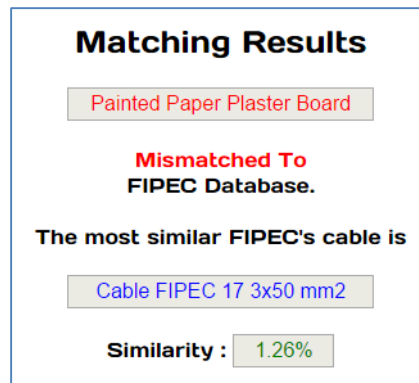 Matching Results
Painted Paper Plaster Board
Mismatched To
FIPEC Database.
The most similar FIPEC's cable is
Cable FIPEC 17 3x50 mm2
Similarity : 1.26%